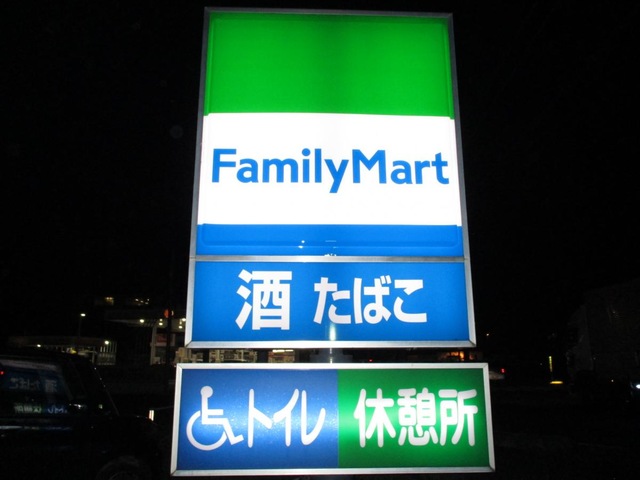 FamilyMart
酒 たばこ
トイレ 休憩所